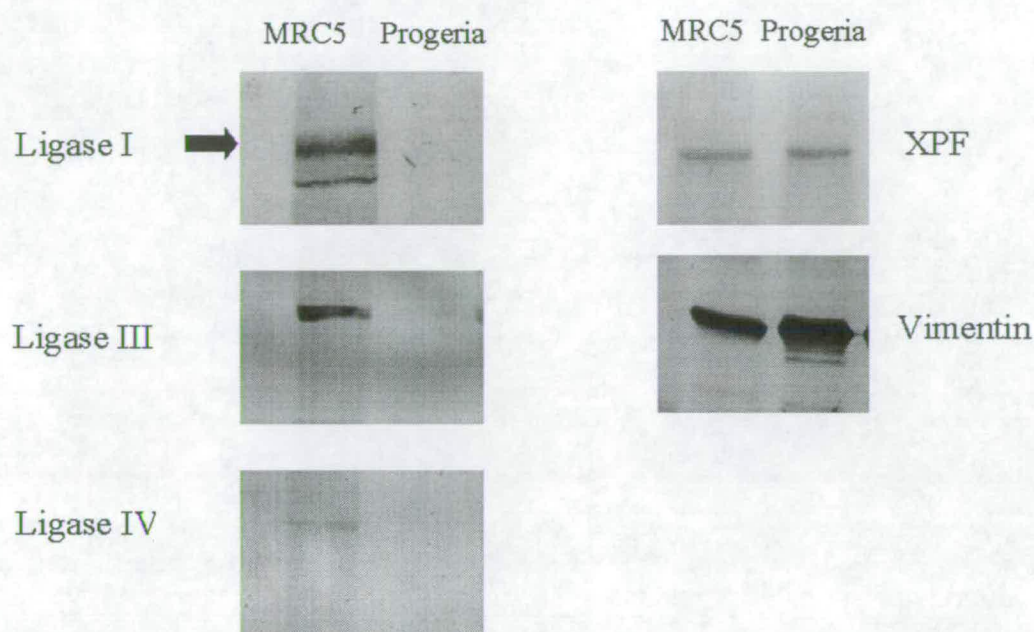 MRC5 Progeria
MRC5 Progeria
Ligase I
XPF
Ligase III
Vimentin
Ligase IV